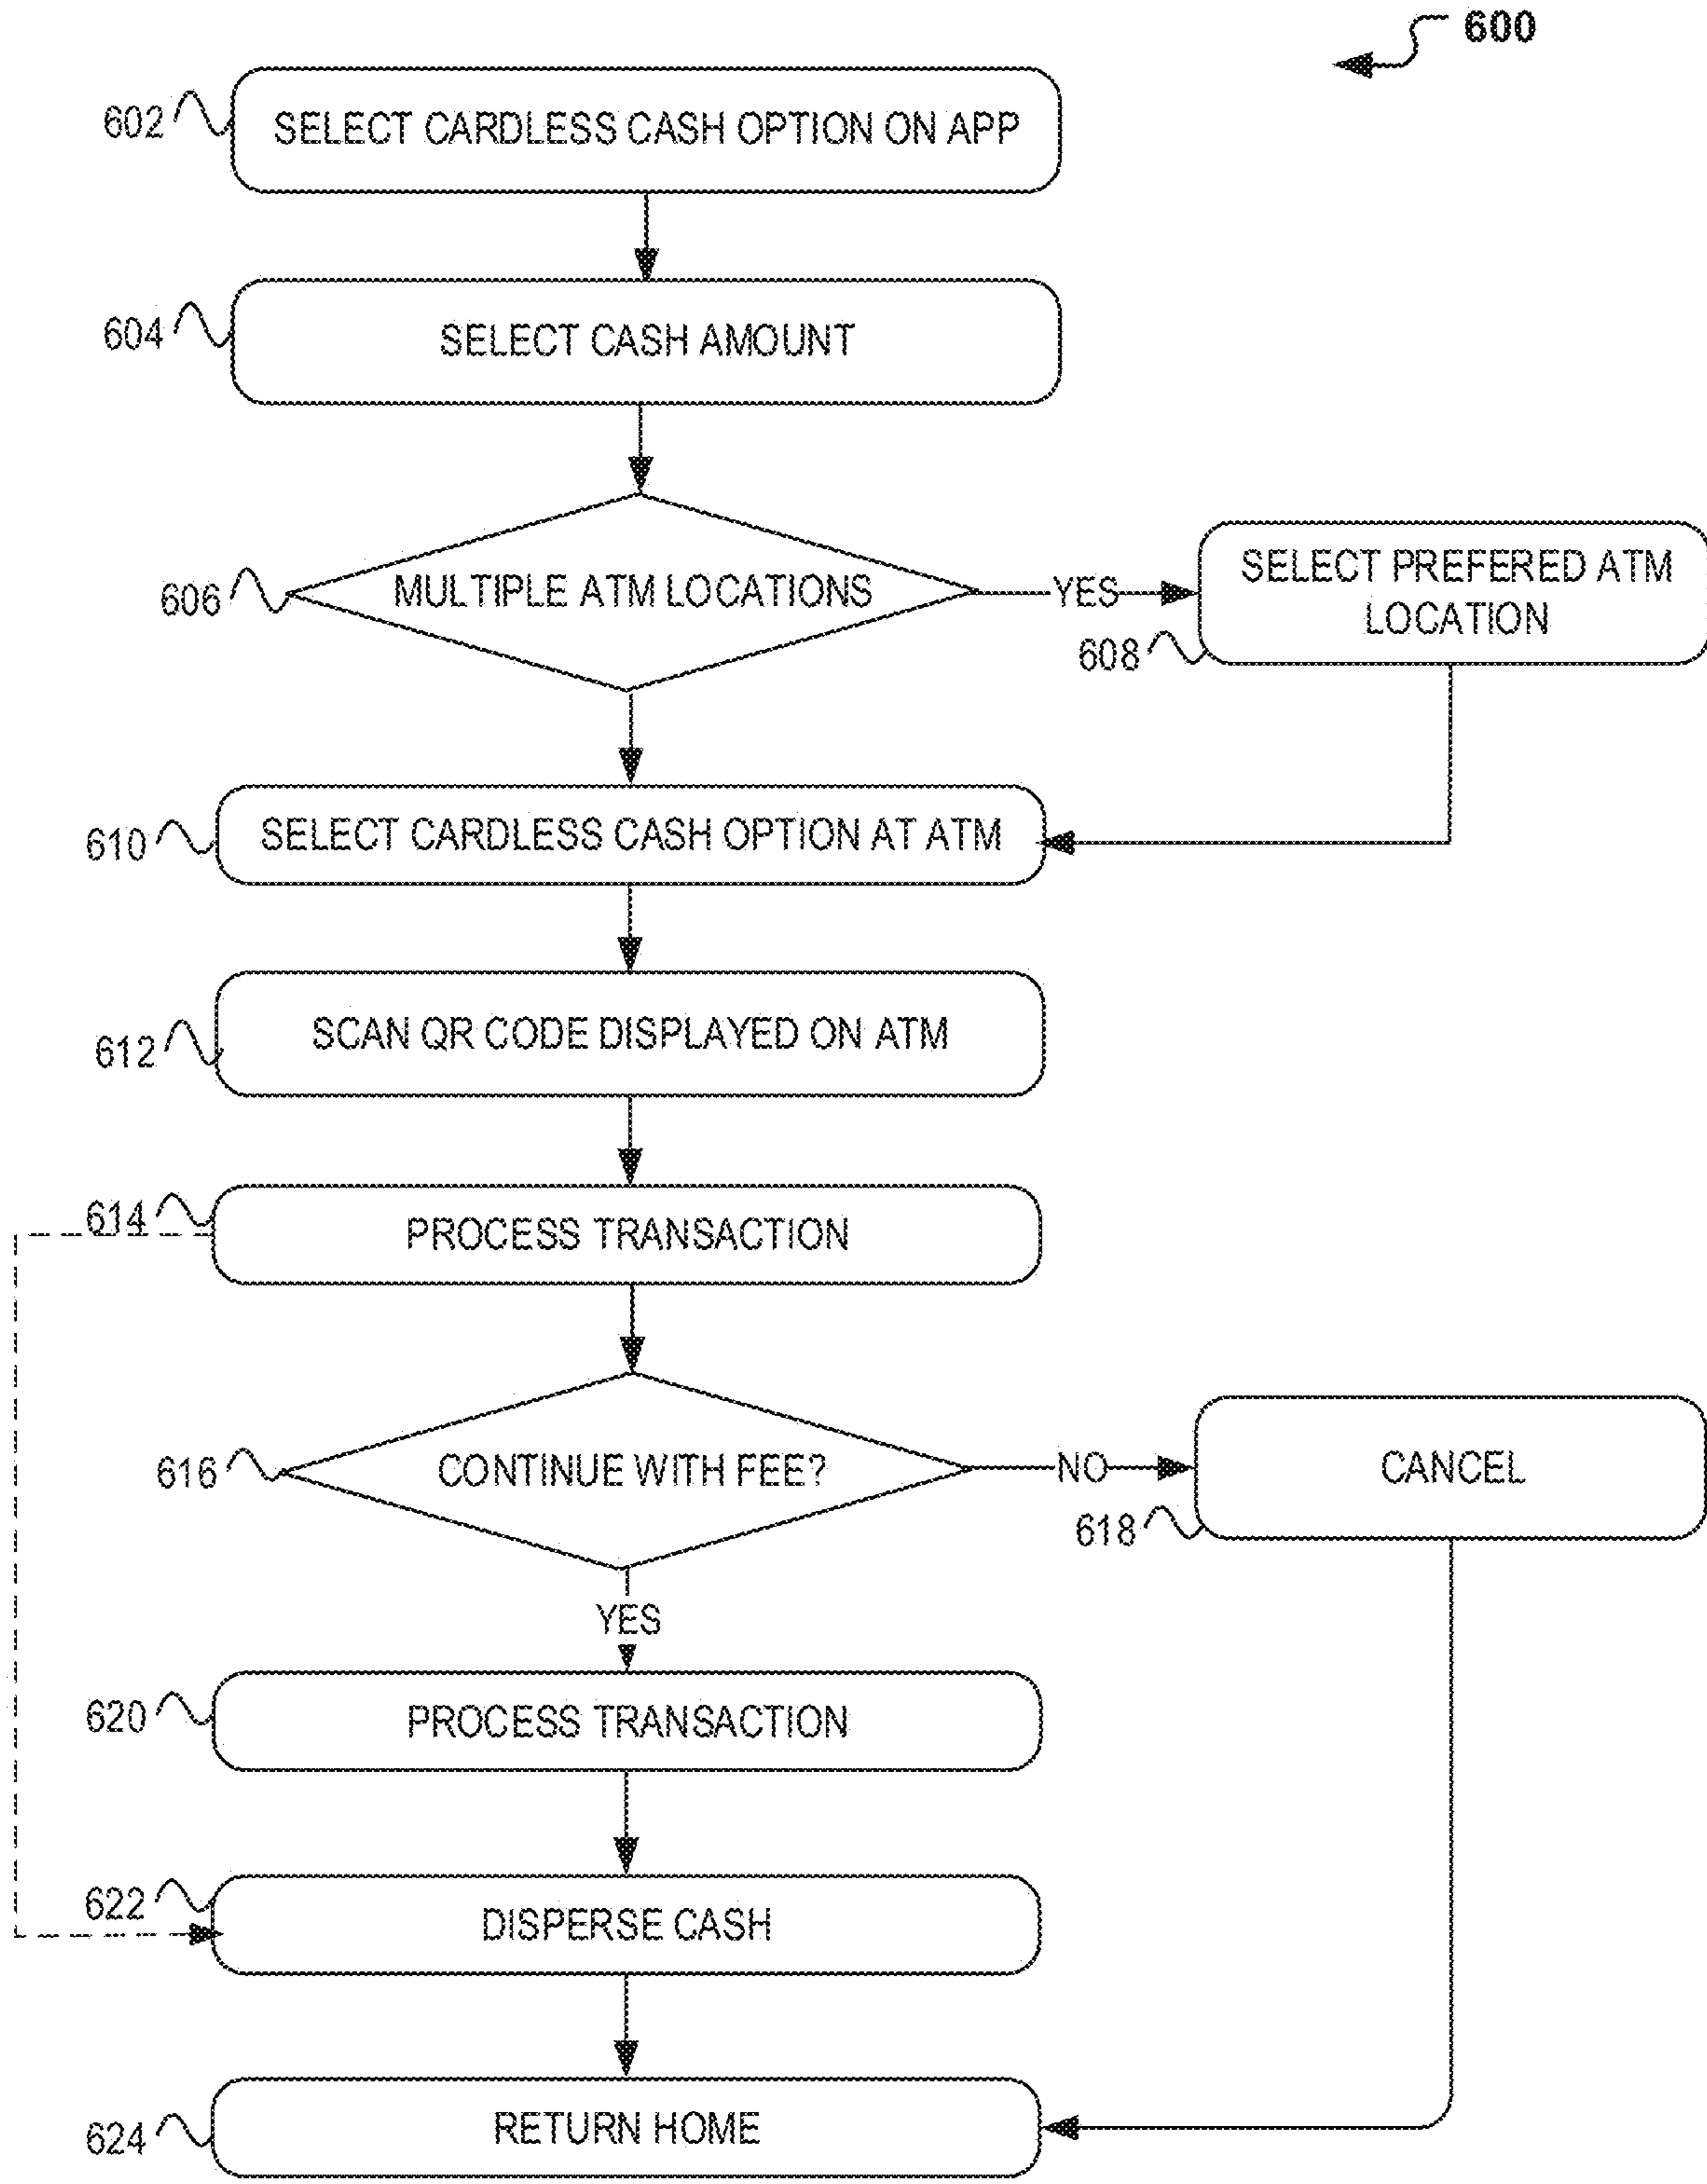 600
602
SELECT CARDLESS CASH OPTION ON APP
604
SELECT CASH AMOUNT
606
MULTIPLE ATM LOCATIONS
YES
SELECT PREFERED ATM
LOCATION
608
610
SELECT CARDLESS CASH OPTION AT ATM
612
SCAN QR CODE DISPLAYED ON ATM
614
PROCESS TRANSACTION
616
CONTINUE WITH FEE?
NO
CANCEL
618
YES
620
PROCESS TRANSACTION
622
DISPERSE CASH
624
RETURN HOME